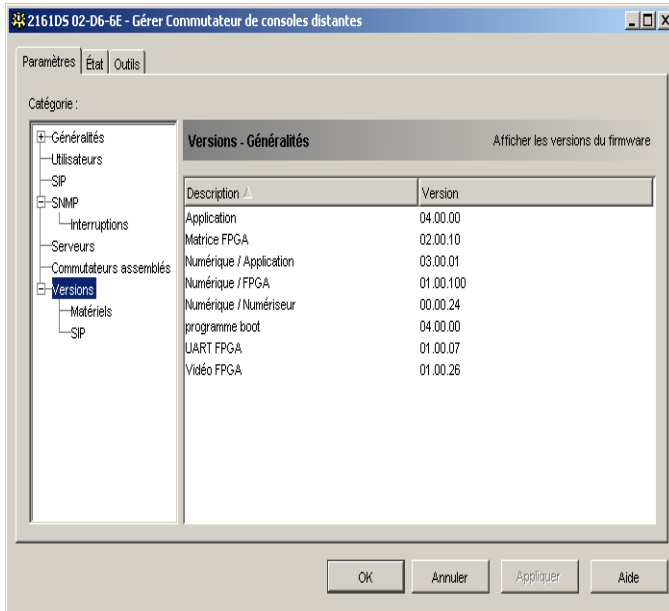 2161DS 02-D6-6E - Gérer Commutateur de consoles distantes
Paramètres État Outils
Catégorie :
Généralités
Utilisateurs
SIP
SNMP
Interruptions
Serveurs
Commutateurs assemblés
Versions
Matériels
SIP
Versions - Généralités Afficher les versions du firmware
Description Version
Application 04.00.00
Matrice FPGA 02.00.10
Numérique / Application 03.00.01
Numérique / FPGA 01.00.100
Numérique / Numériseur 00.00.24
programme boot 04.00.00
UART FPGA 01.00.07
Vidéo FPGA 01.00.26
OK Annuler Appliquer Aide